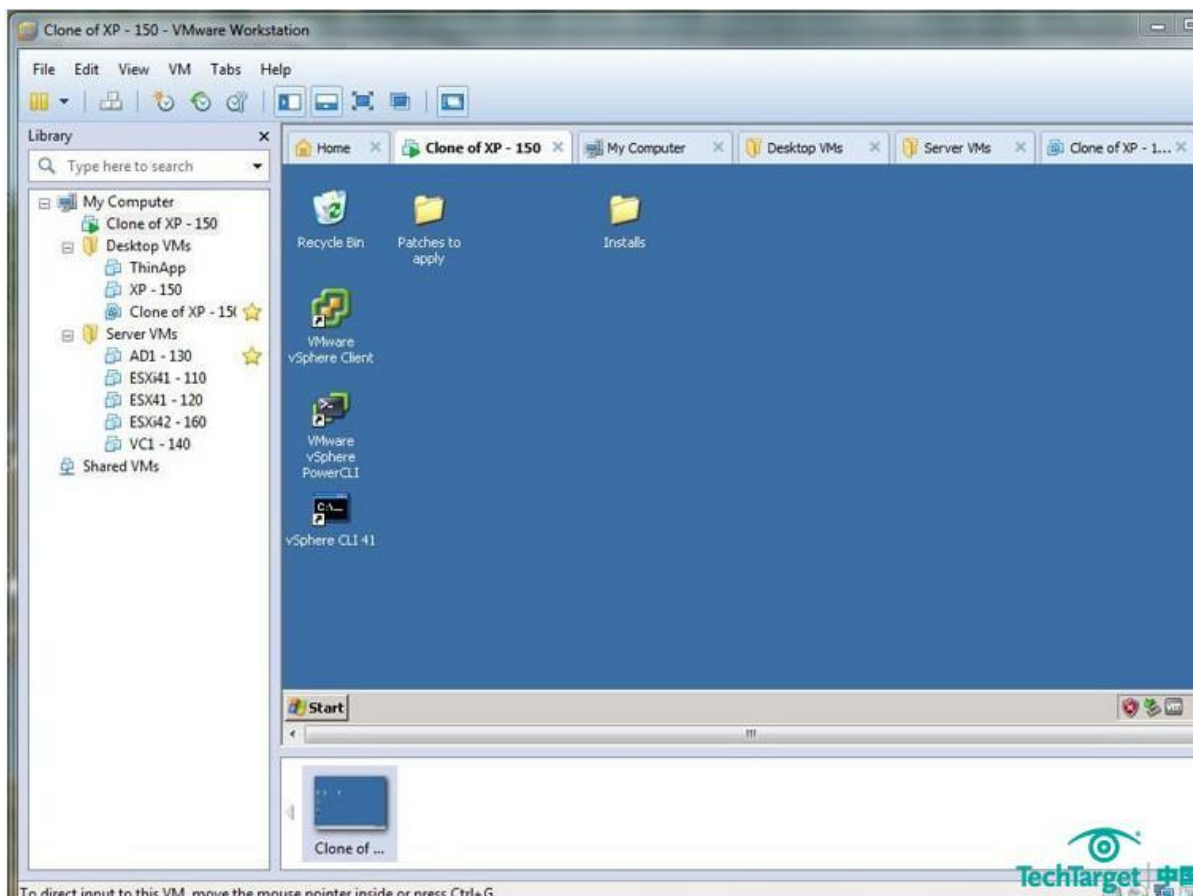 Clone of XP - 150 - VMware Workstation
File Edit View VM Tabs Help
Library
Type here to search
My Computer
Clone of XP - 150
Desktop VMs
ThinApp
XP - 150
Clone of XP - 15(
Server VMs
AD1 - 130
ESXi41 - 110
ESX41 - 120
ESXi42 - 160
VC1 - 140
Shared VMs
Home Clone of XP - 150 My Computer Desktop VMs Server VMs Clone of XP - 1...
Recycle Bin
Patches to
apply
Installs
VMware
vSphere Client
VMware
vSphere
PowerCLI
C:\_
vSphere CLI 41
Start
Clone of ...
TechTarget 中国
To direct input to this VM, move the mouse pointer inside or press Ctrl+G.